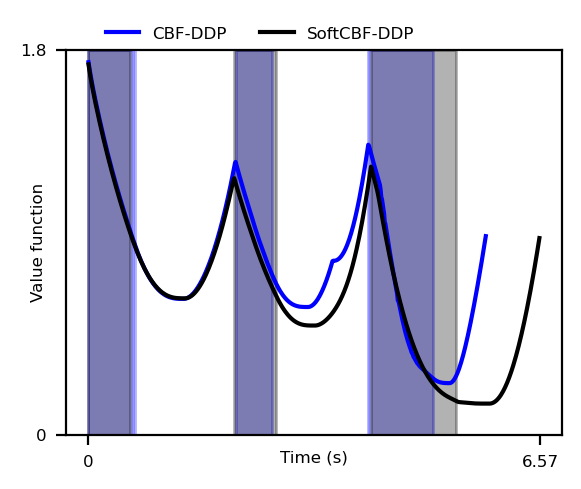 CBF-DDP SoftCBF-DDP
1.8
Value function
0
0 Time (s) 6.57